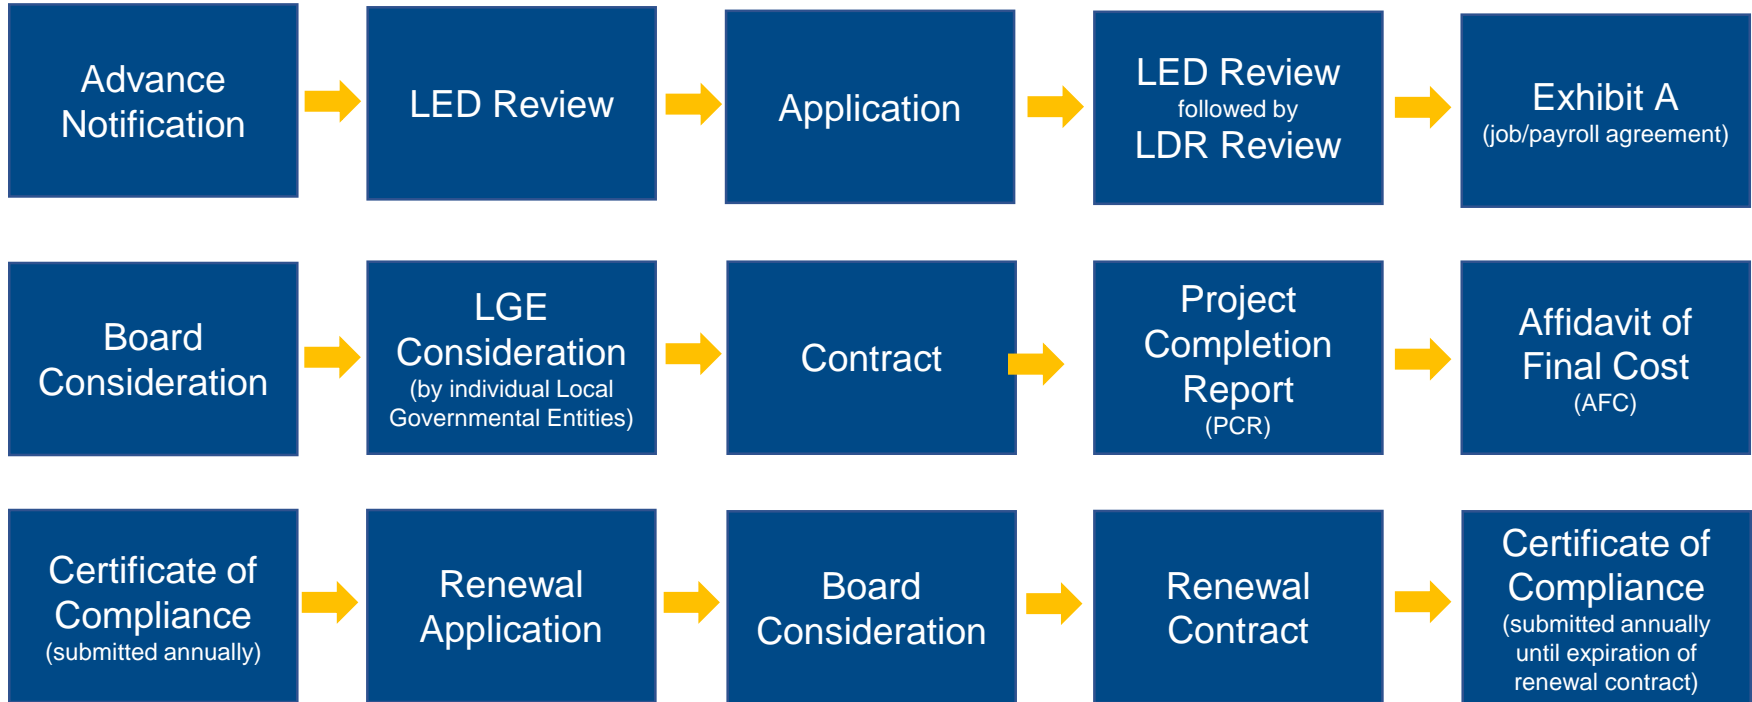 Advance
Notification
LED Review
Application
LED Review
followed by
LDR Review
Exhibit A
(job/payroll agreement)
Board
Consideration
LGE
Consideration
(by individual Local
Governmental Entities)
Contract
Project
Completion
Report
(PCR)
Affidavit of
Final Cost
(AFC)
Certificate of
Compliance
(submitted annually)
Renewal
Application
Board
Consideration
Renewal
Contract
Certificate of
Compliance
(submitted annually
until expiration of
renewal contract)